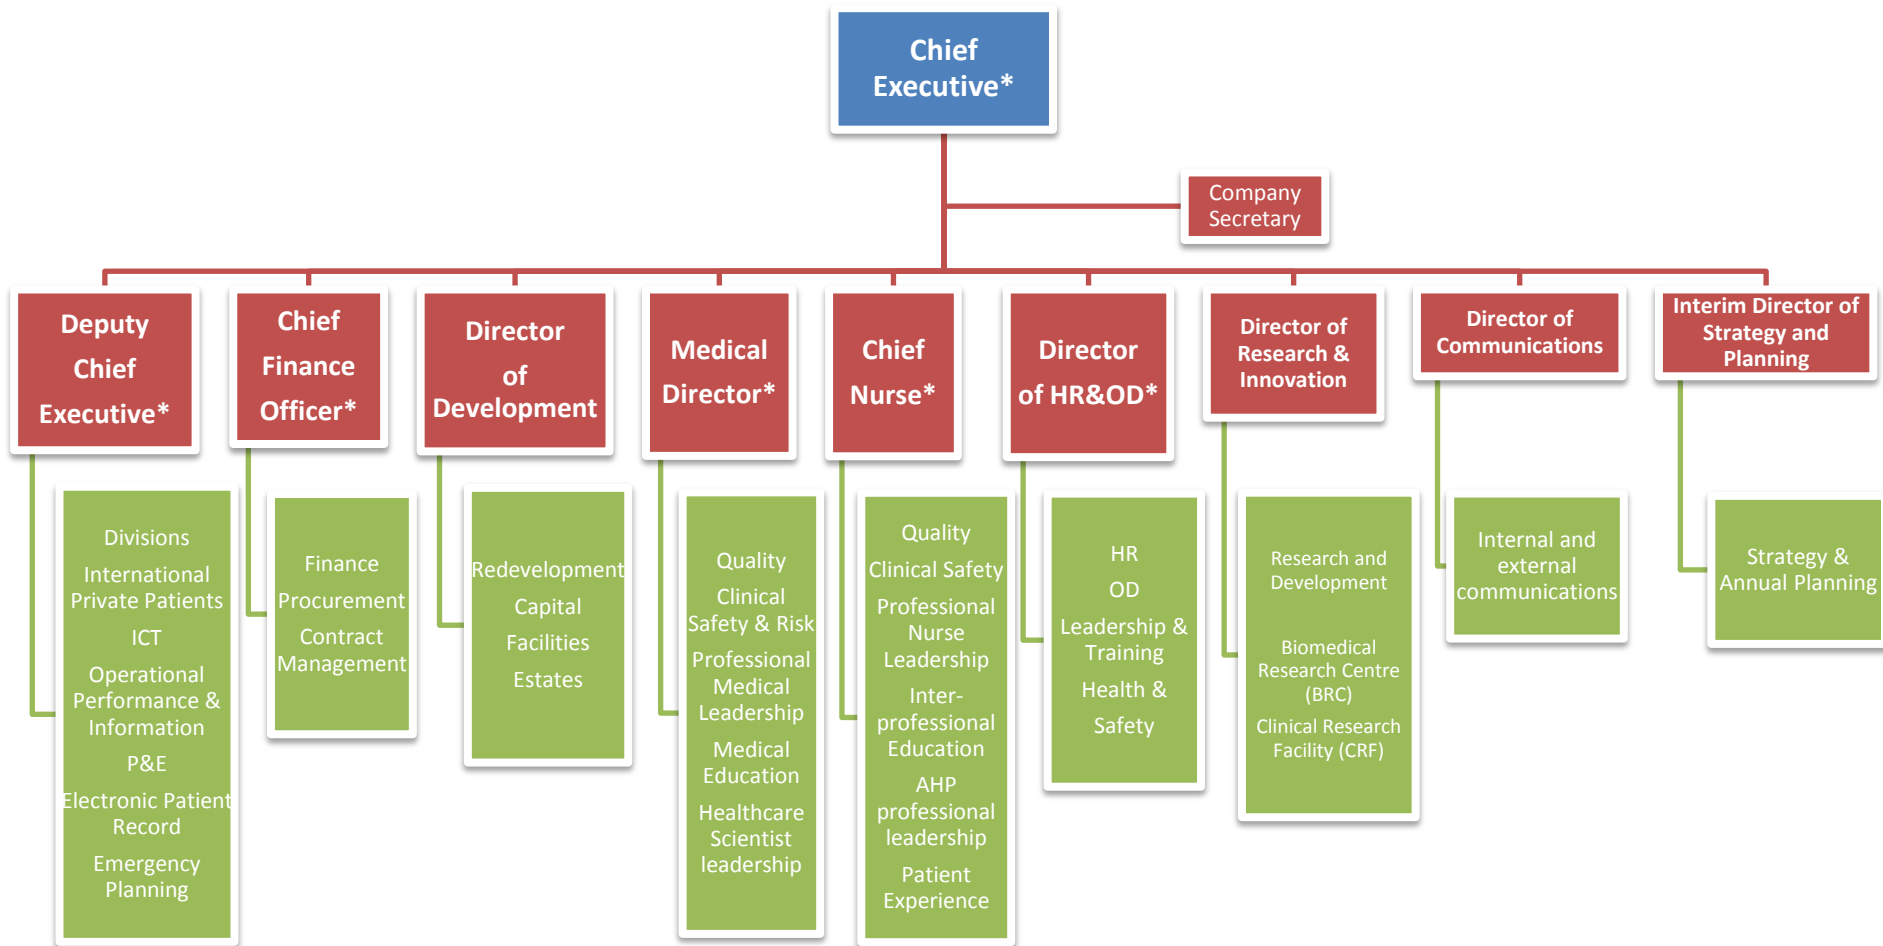 Chief
Executive*
Company
Secretary
Deputy
Chief
Executive*
Chief
Finance
Officer*
Director
of
Development
Medical
Director*
Chief
Nurse*
Director
of HR&OD*
Director of
Research &
Innovation
Director of
Communications
Interim Director of
Strategy and
Planning
Divisions
International
Private Patients
ICT
Operational
Performance &
Information
P&E
Electronic Patient
Record
Emergency
Planning
Finance
Procurement
Contract
Management
Redevelopment
Capital
Facilities
Estates
Quality
Clinical
Safety & Risk
Professional
Medical
Leadership
Medical
Education
Healthcare
Scientist
leadership
Quality
Clinical Safety
Professional
Nurse
Leadership
Inter-
professional
Education
AHP
professional
leadership
Patient
Experience
HR
OD
Leadership &
Training
Health &
Safety
Research and
Development
Biomedical
Research Centre
(BRC)
Clinical Research
Facility (CRF)
Internal and
external
communications
Strategy &
Annual Planning